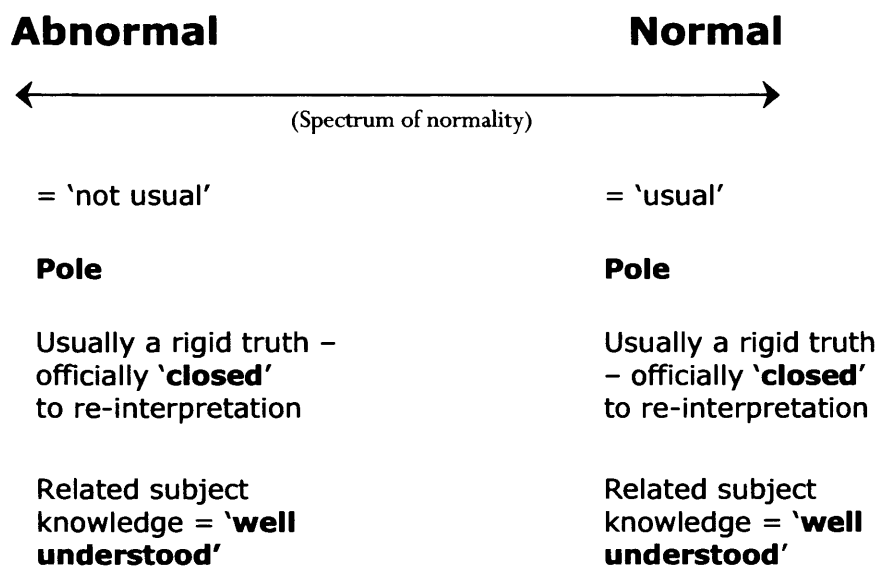 Abnormal Normal
(Spectrum of normality)
= ‘not usual’ = ‘usual’
Pole Pole
Usually a rigid truth – Usually a rigid truth
officially ‘closed’ – officially ‘closed’
to re-interpretation to re-interpretation
Related subject Related subject
knowledge = ‘well knowledge = ‘well
understood’ understood’